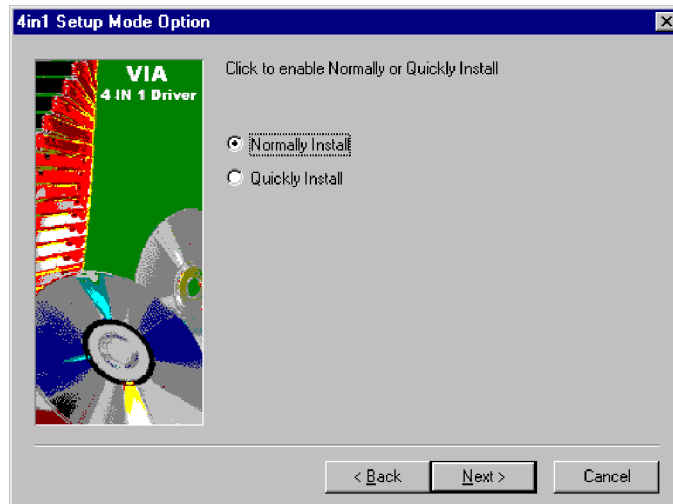 4in1 Setup Mode Option
VIA
4 IN 1 Driver
Click to enable Normally or Quickly Install
Normally Install
Quickly Install
< Back
Next >
Cancel